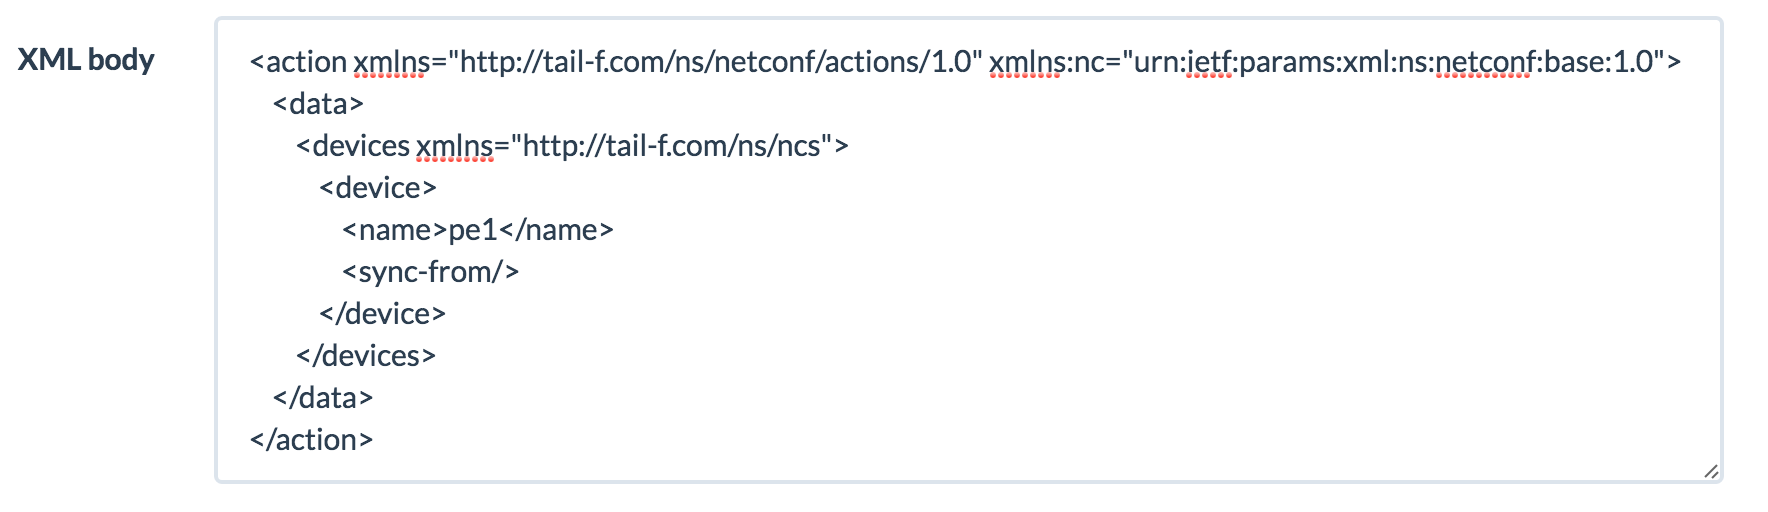 XML body
<action xmlns="http://tail-f.com/ns/netconf/actions/1.0" xmlns:nc="urn:ietf:params:xml:ns:netconf:base:1.0">
<data>
<devices xmlns="http://tail-f.com/ns/ncs">
<device>
<name>pe1</name>
<sync-from/>
</device>
</devices>
</data>
</action>